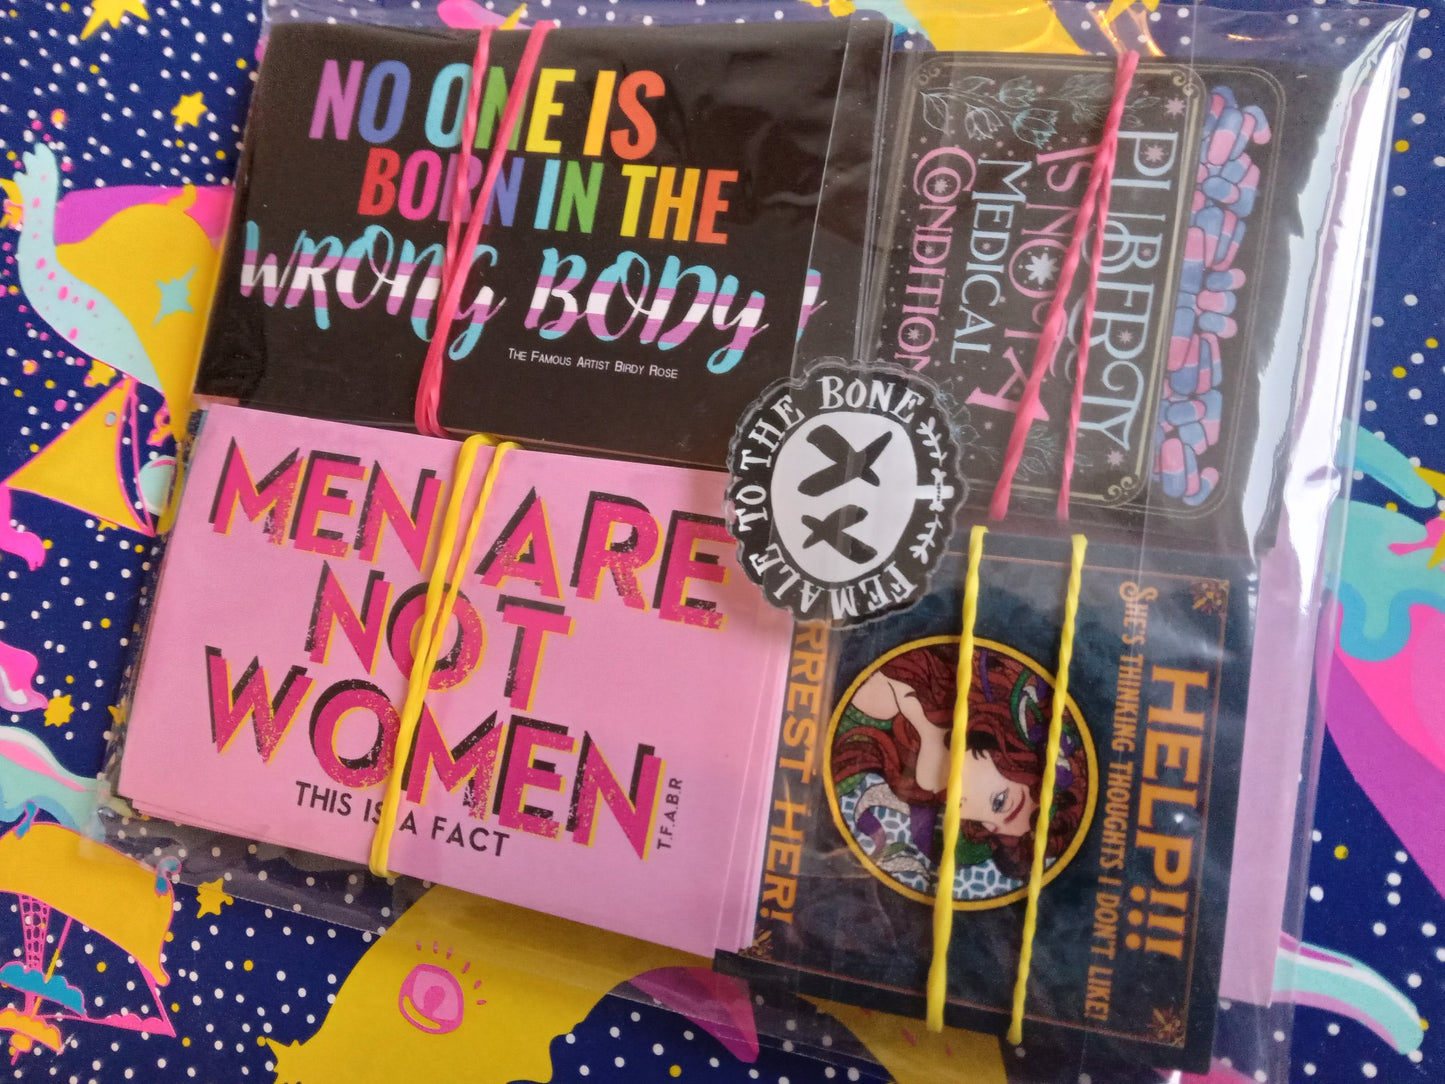 NO ONE IS
BORN IN THE
WRONG BODY
THE FAMOUS ARTIST BIRDY ROSE
PUBERTY
IS NOT A
MEDICAL
CONDITION
FEMALE TO THE BONE
XX
MEN ARE
NOT
WOMEN
THIS IS A FACT
T.F.A.B.R
HELP!!!
SHE'S THINKING THOUGHTS I DON'T LIKE!
HER!